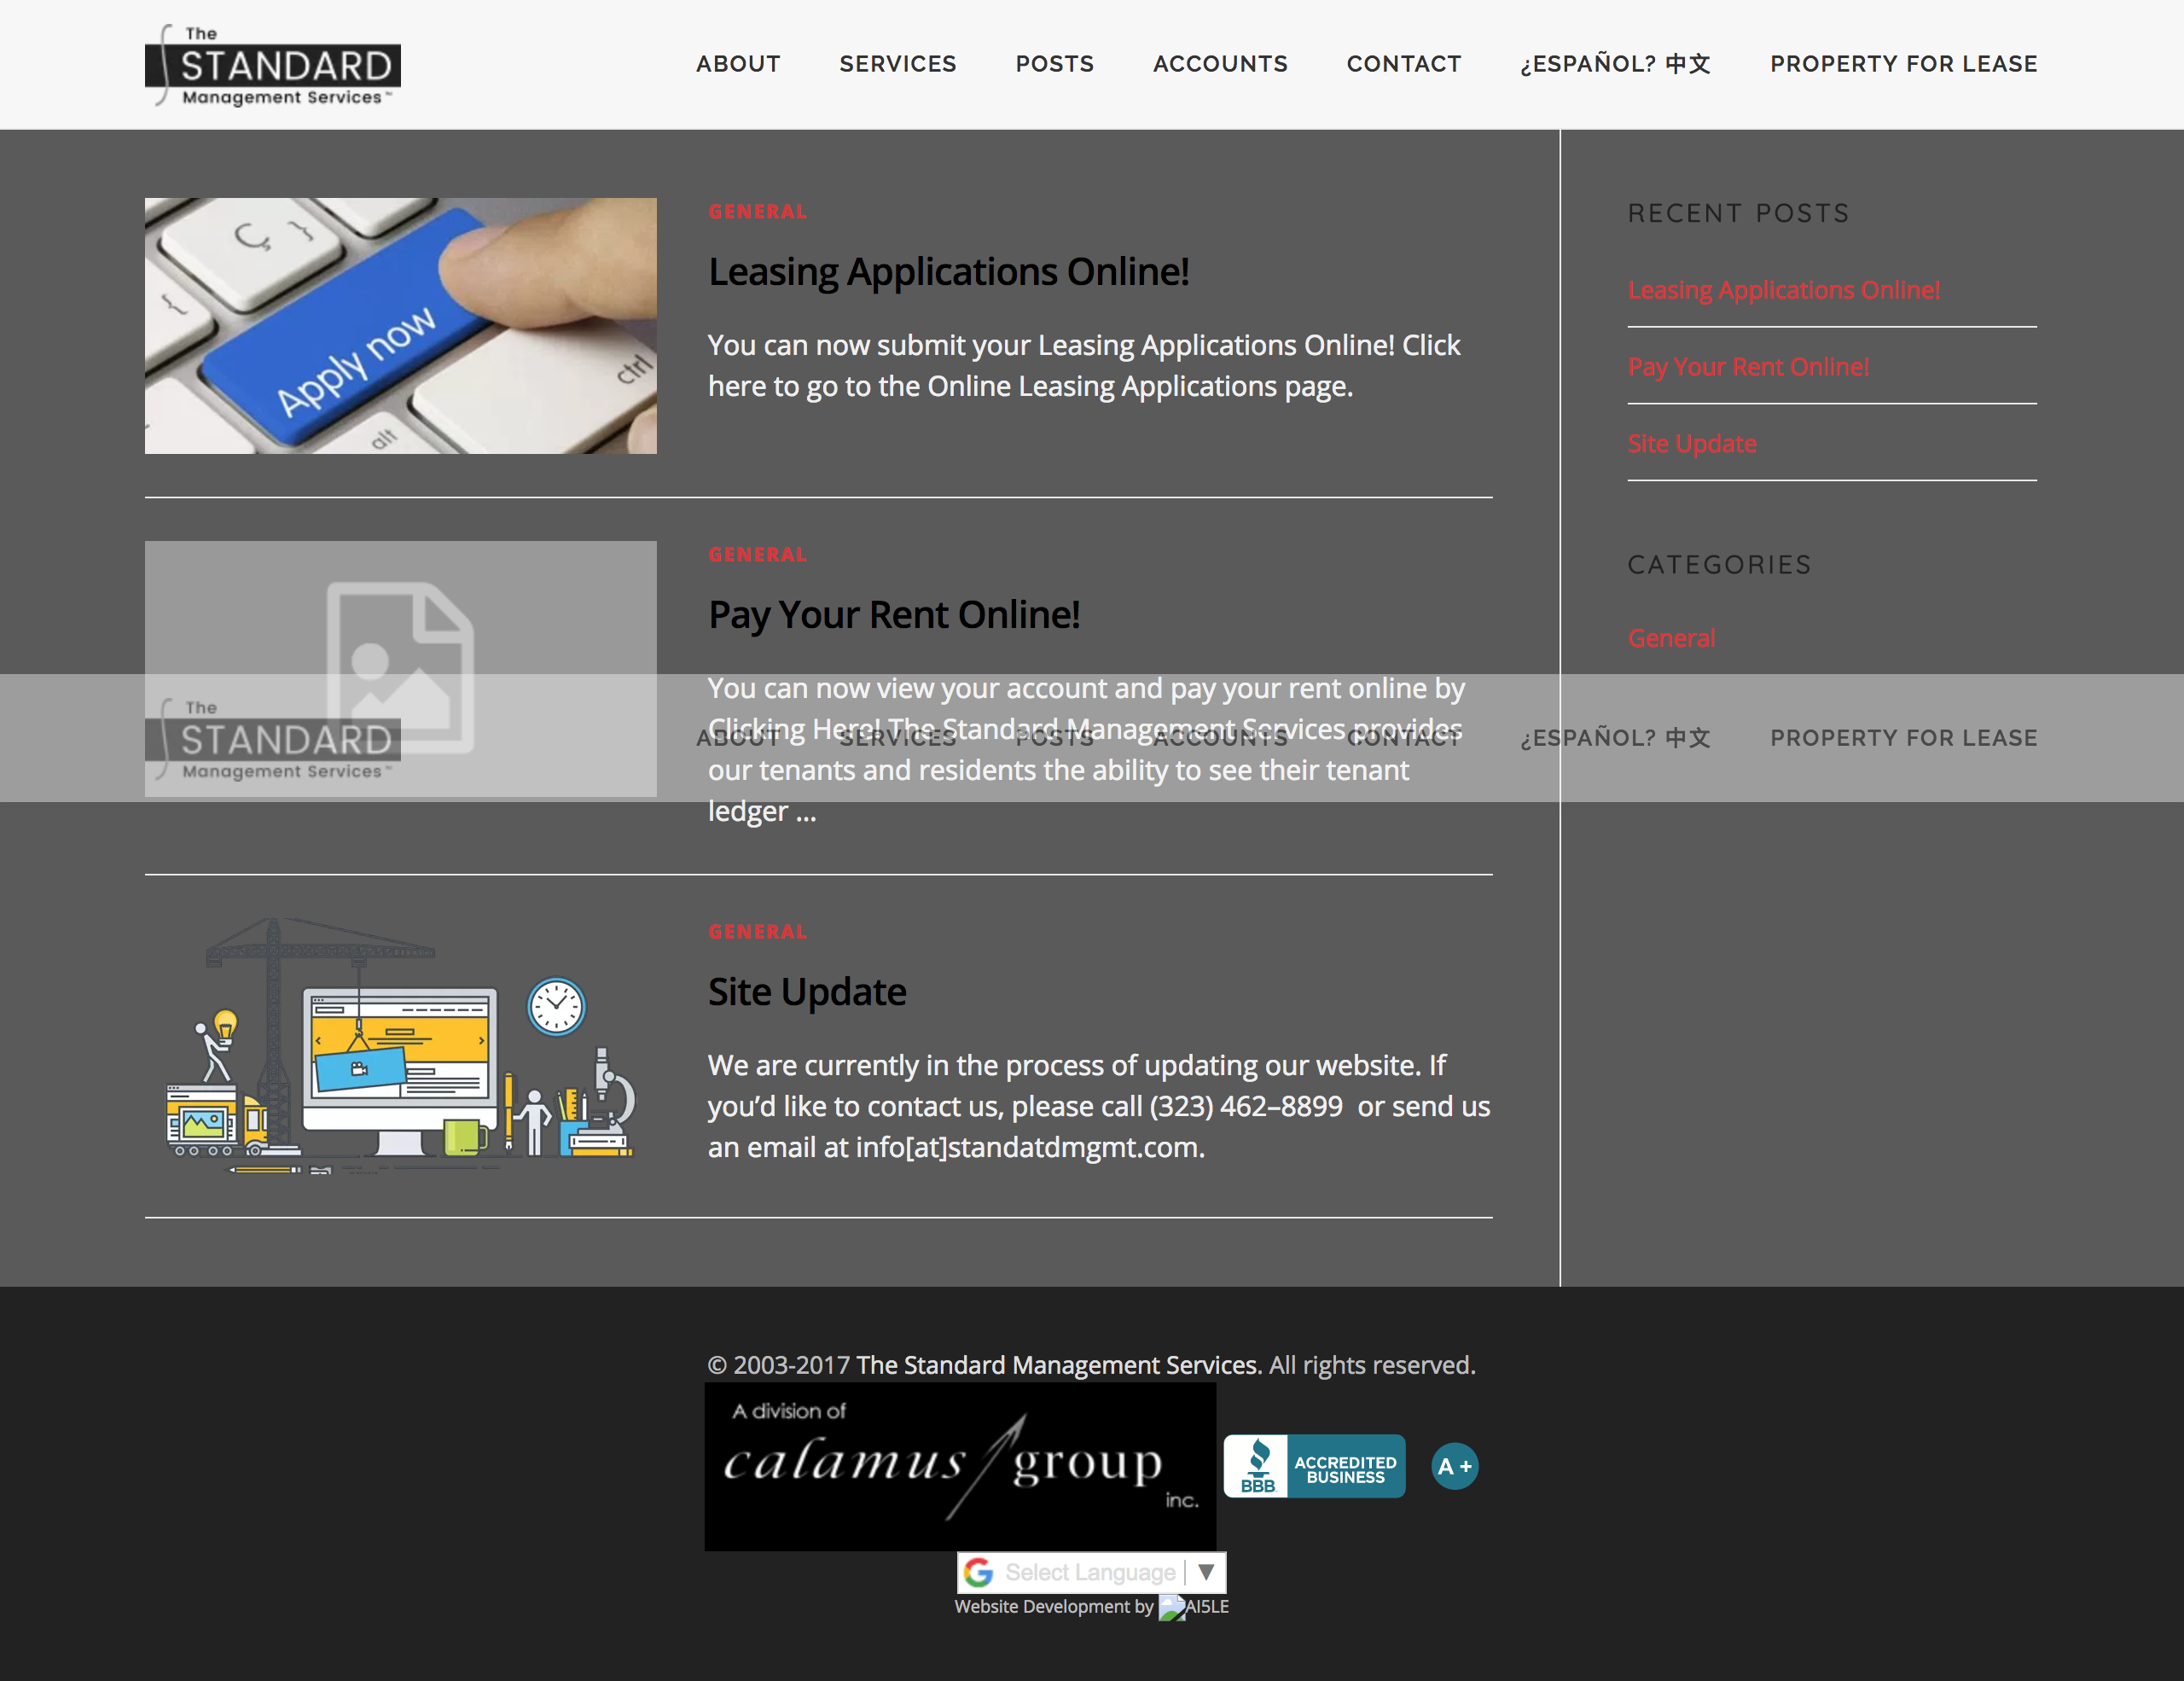 The
STANDARD
Management Services
ABOUT SERVICES POSTS ACCOUNTS CONTACT ¿ESPAÑOL? 中文 PROPERTY FOR LEASE
Ç }
{
Apply now
alt
ctrl
GENERAL
Leasing Applications Online!
You can now submit your Leasing Applications Online! Click
here to go to the Online Leasing Applications page.
GENERAL
Pay Your Rent Online!
You can now view your account and pay your rent online by
Clicking Here! The Standard Management Services provides
our tenants and residents the ability to see their tenant
ledger ...
The
STANDARD
Management Services
ABOUT SERVICES POSTS ACCOUNTS CONTACT ¿ESPAÑOL? 中文 PROPERTY FOR LEASE
GENERAL
Site Update
We are currently in the process of updating our website. If
you’d like to contact us, please call (323) 462–8899 or send us
an email at info[at]standatdmgmt.com.
RECENT POSTS
Leasing Applications Online!
Pay Your Rent Online!
Site Update
CATEGORIES
General
© 2003-2017 The Standard Management Services. All rights reserved.
A division of
calamus group
inc.
BBB
ACCREDITED
BUSINESS
A +
G Select Language ▼
Website Development by AI5LE